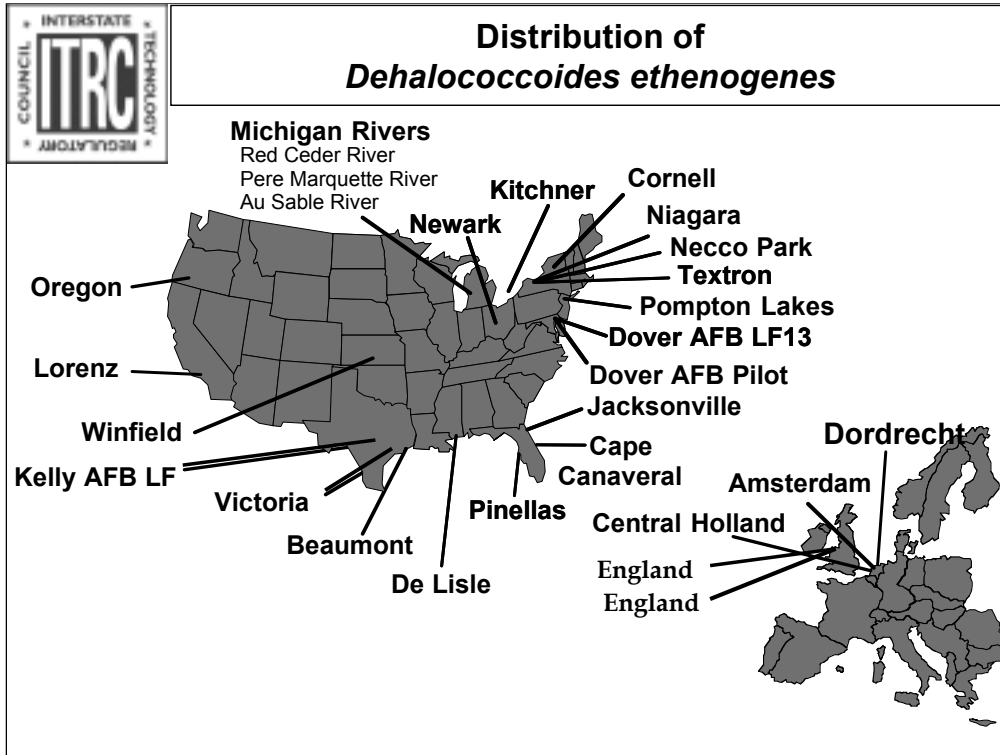 INTERSTATE
COUNCIL
ITRC
TECHNOLOGY
REGULATORY
Distribution of
Dehalococcoides ethenogenes
Michigan Rivers
Red Ceder River
Pere Marquette River
Au Sable River
Newark
Kitchner
Cornell
Niagara
Necco Park
Textron
Pompton Lakes
Dover AFB LF13
Dover AFB Pilot
Jacksonville
Cape
Canaveral
Pinellas
Oregon
Lorenz
Winfield
Kelly AFB LF
Victoria
Beaumont
De Lisle
Dordrecht
Amsterdam
Central Holland
England
England